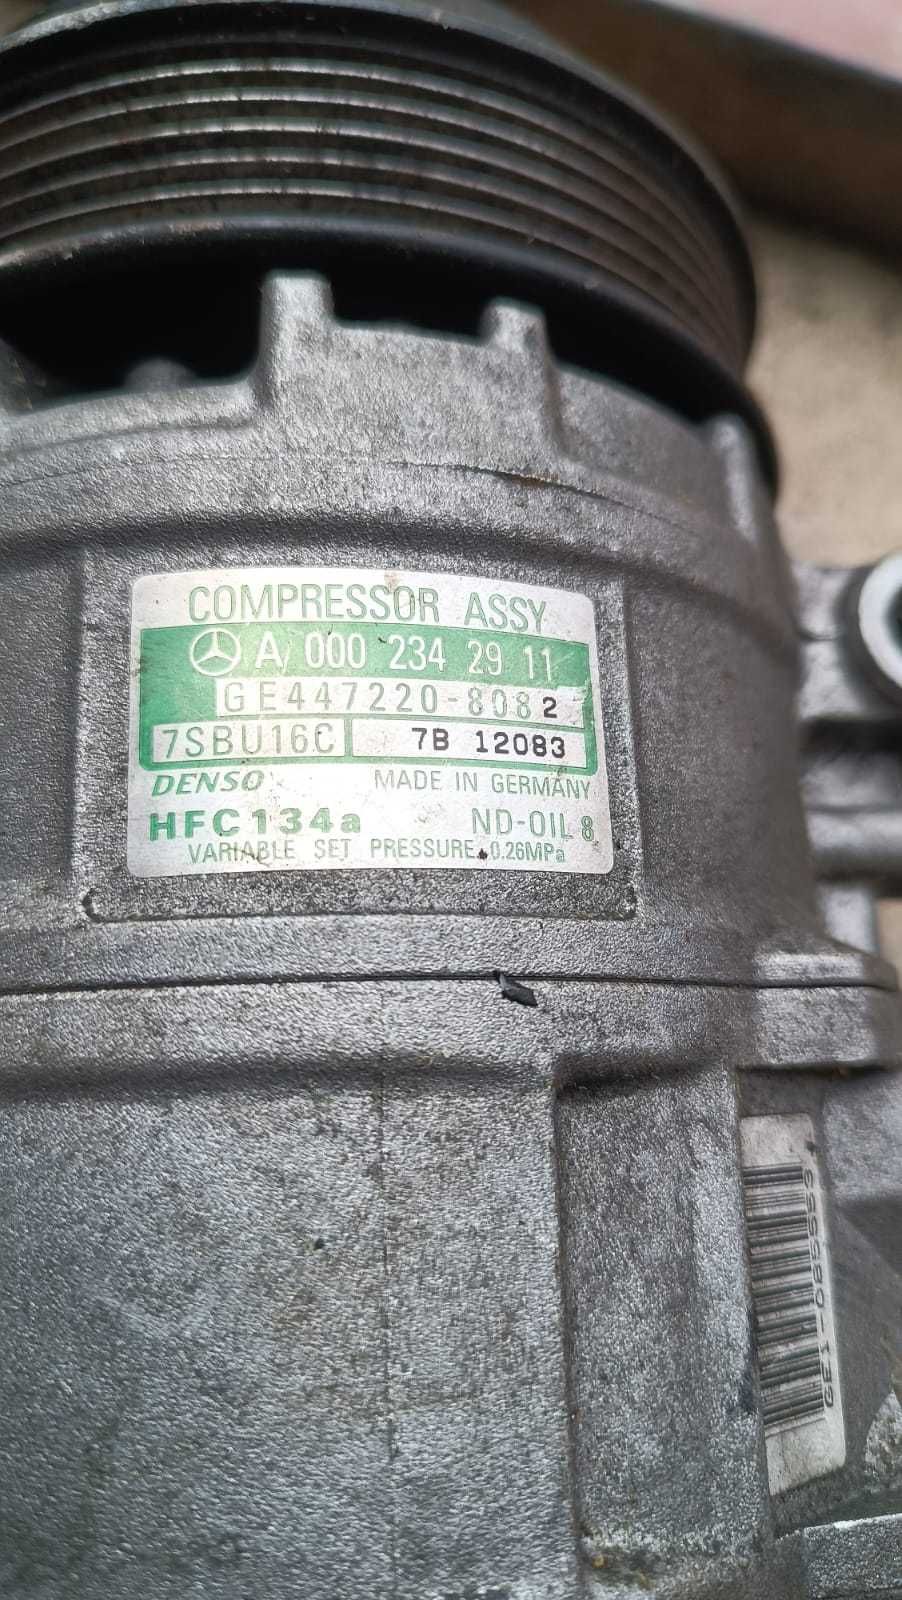 COMPRESSOR ASSY
A 000 234 29 11
GE447220-8082
7SBU16C 7B 12083
DENSO MADE IN GERMANY
HFC134a ND-OIL 8
VARIABLE SET PRESSURE 0.26MPa